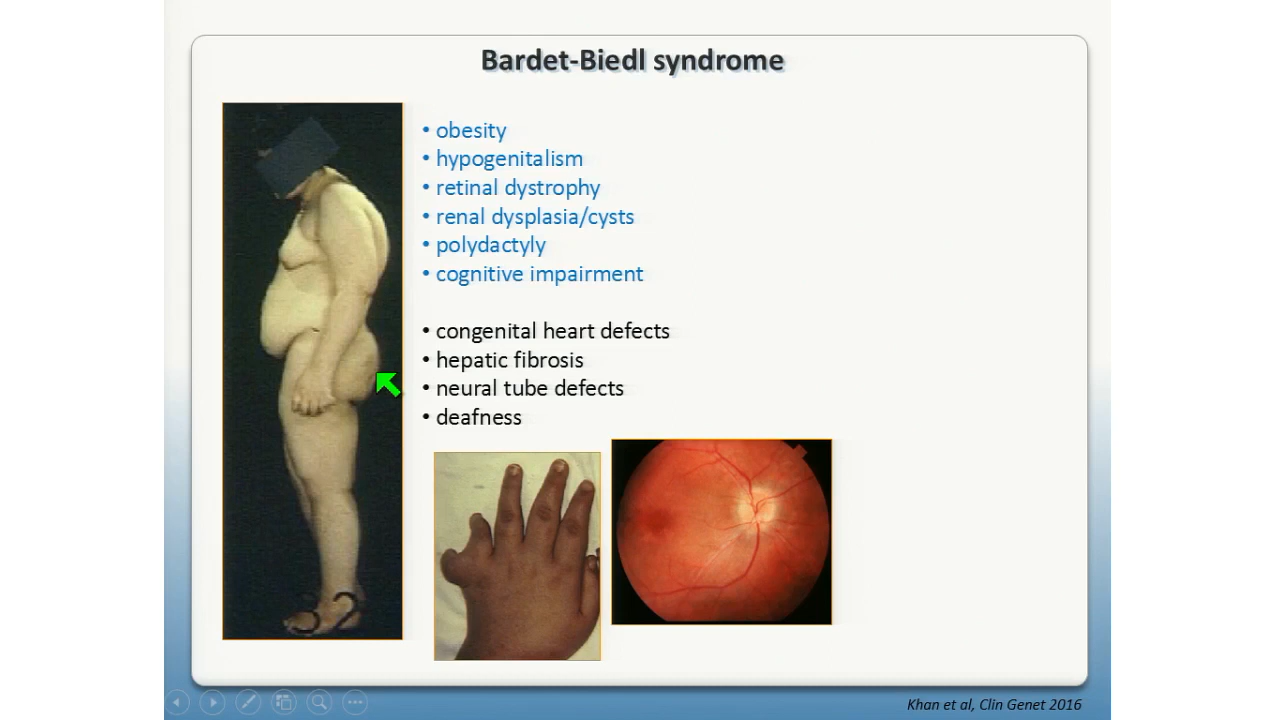 Bardet-Biedl syndrome
• obesity
• hypogenitalism
• retinal dystrophy
• renal dysplasia/cysts
• polydactyly
• cognitive impairment
• congenital heart defects
• hepatic fibrosis
• neural tube defects
• deafness
32
Khan et al, Clin Genet 2016